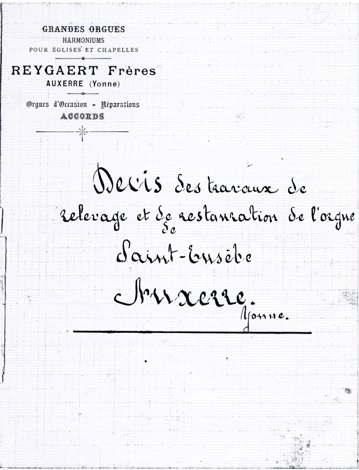 GRANDES ORGUES
HARMONIUMS
POUR ÉGLISES ET CHAPELLES
REYGAERT Frères
AUXERRE (Yonne)
Orgues d'Occasion - Réparations
ACCORDS
Devis des travaux de
relevage et de restauration de l'orgue
de
Saint-Eusèbe
Auxerre.
Yonne.